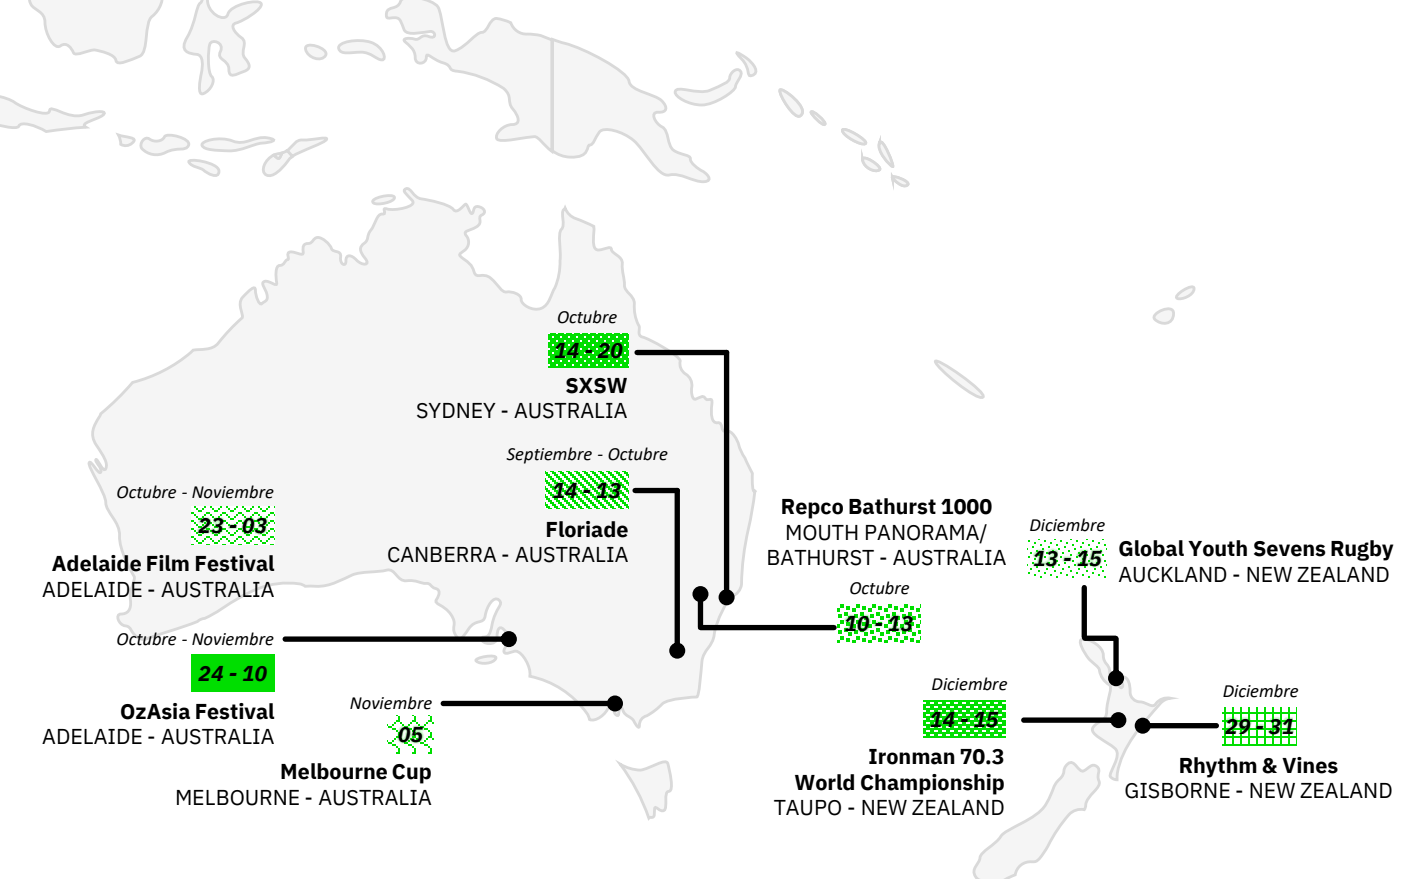 Octubre
14 - 20
SXSW
SYDNEY - AUSTRALIA
Septiembre - Octubre
14 - 13
Floriade
CANBERRA - AUSTRALIA
Octubre - Noviembre
23 - 03
Adelaide Film Festival
ADELAIDE - AUSTRALIA
Octubre - Noviembre
24 - 10
OzAsia Festival
ADELAIDE - AUSTRALIA
Noviembre
05
Melbourne Cup
MELBOURNE - AUSTRALIA
Repco Bathurst 1000
MOUTH PANORAMA/
BATHURST - AUSTRALIA
Octubre
10 - 13
Diciembre
13 - 15
Global Youth Sevens Rugby
AUCKLAND - NEW ZEALAND
Diciembre
14 - 15
Ironman 70.3
World Championship
TAUPO - NEW ZEALAND
Diciembre
29 - 31
Rhythm & Vines
GISBORNE - NEW ZEALAND